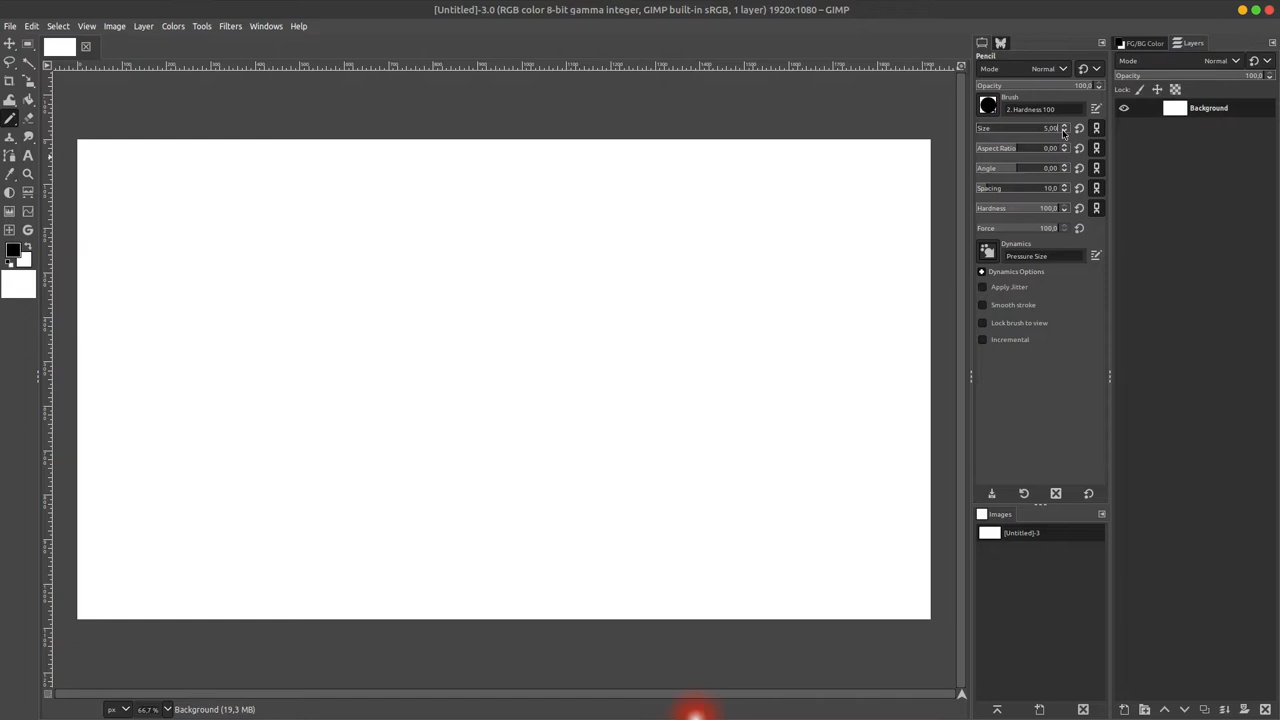 [Untitled]-3.0 (RGB color 8-bit gamma integer, GIMP built-in sRGB, 1 layer) 1920x1080 – GIMP
File Edit Select View Image Layer Colors Tools Filters Windows Help
FG/BG Color Layers
Pencil
Mode Normal
Mode Normal
Opacity 100,0
Opacity 100,0
Brush
2. Hardness 100
Lock:
Background
Size 5,00
Aspect Ratio 0,00
Angle 0,00
Spacing 10,0
Hardness 100,0
Force 100,0
Dynamics
Pressure Size
Dynamics Options
Apply Jitter
Smooth stroke
Lock brush to view
Incremental
Images
[Untitled]-3
px 66,7 % Background (19,3 MB)